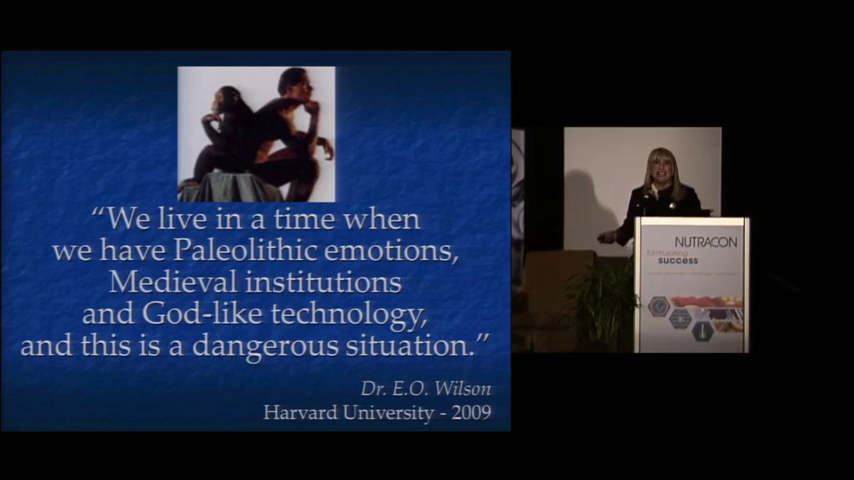 “We live in a time when
we have Paleolithic emotions,
Medieval institutions
and God-like technology,
and this is a dangerous situation.”
Dr. E.O. Wilson
Harvard University - 2009
NUTRACON
formulating
success